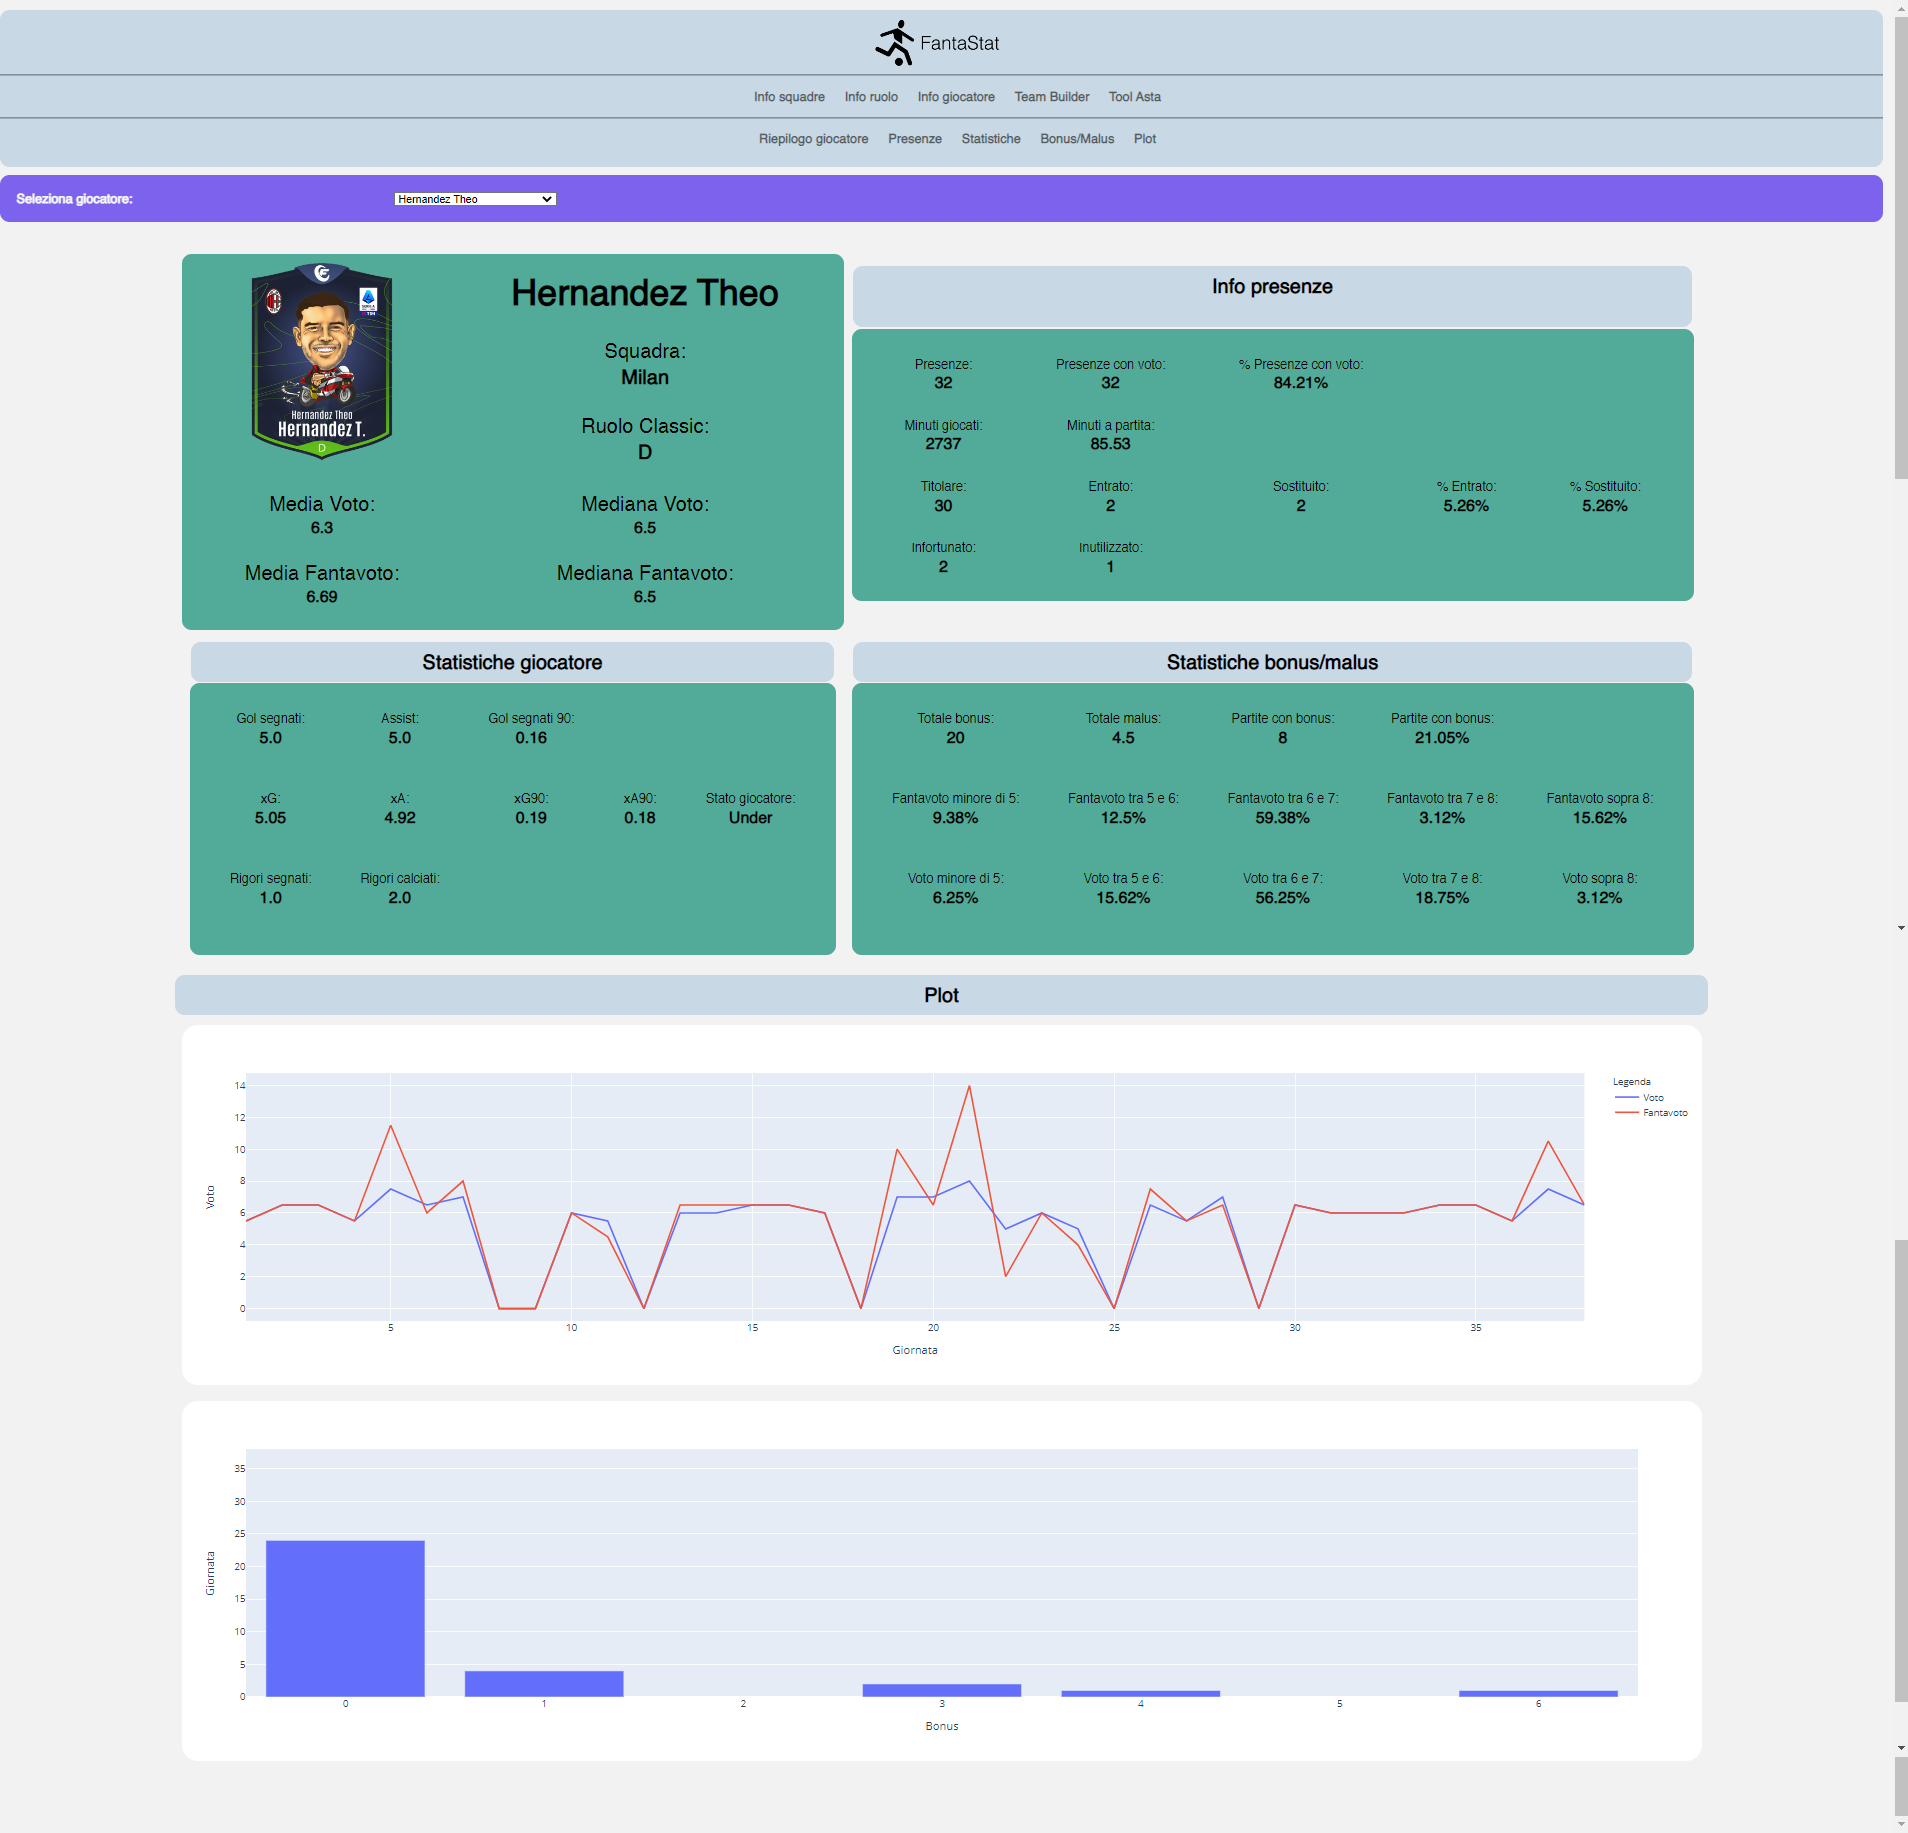 FantaStat
Info squadre Info ruolo Info giocatore Team Builder Tool Asta
Riepilogo giocatore Presenze Statistiche Bonus/Malus Plot
Seleziona giocatore: Hernandez Theo
Hernandez Theo
Hernandez T.
D
Hernandez Theo
Squadra:
Milan
Ruolo Classic:
D
Media Voto: Mediana Voto:
6.3 6.5
Media Fantavoto: Mediana Fantavoto:
6.69 6.5
Info presenze
Presenze: Presenze con voto: % Presenze con voto:
32 32 84.21%
Minuti giocati: Minuti a partita:
2737 85.53
Titolare: Entrato: Sostituito: % Entrato: % Sostituito:
30 2 2 5.26% 5.26%
Infortunato: Inutilizzato:
2 1
Statistiche giocatore
Gol segnati: Assist: Gol segnati 90:
5.0 5.0 0.16
xG: xA: xG90: xA90: Stato giocatore:
5.05 4.92 0.19 0.18 Under
Rigori segnati: Rigori calciati:
1.0 2.0
Statistiche bonus/malus
Totale bonus: Totale malus: Partite con bonus: Partite con bonus:
20 4.5 8 21.05%
Fantavoto minore di 5: Fantavoto tra 5 e 6: Fantavoto tra 6 e 7: Fantavoto tra 7 e 8: Fantavoto sopra 8:
9.38% 12.5% 59.38% 3.12% 15.62%
Voto minore di 5: Voto tra 5 e 6: Voto tra 6 e 7: Voto tra 7 e 8: Voto sopra 8:
6.25% 15.62% 56.25% 18.75% 3.12%
Plot
14
12
10
8
6
4
2
0
Voto
5 10 15 20 25 30 35
Giornata
Legenda
Voto
Fantavoto
35
30
25
20
15
10
5
0
Giornata
0 1 2 3 4 5 6
Bonus